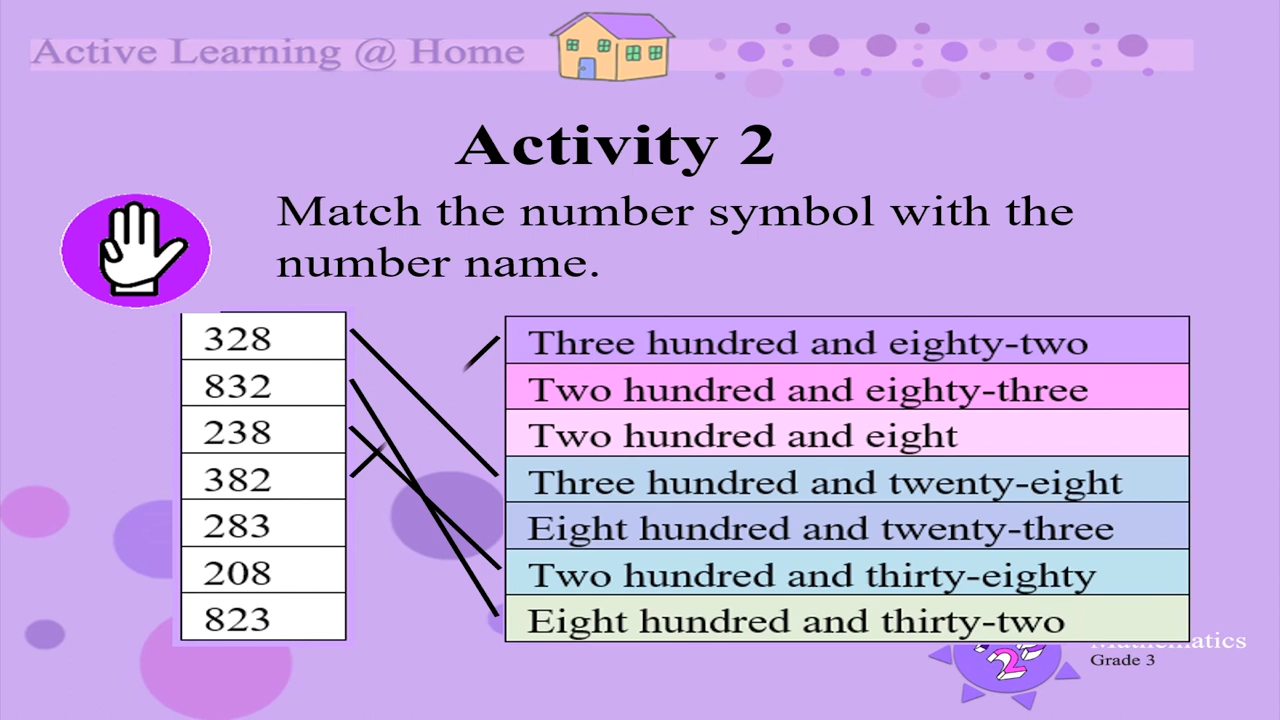 Active Learning @ Home
Activity 2
Match the number symbol with the
number name.
328
832
238
382
283
208
823
Three hundred and eighty-two
Two hundred and eighty-three
Two hundred and eight
Three hundred and twenty-eight
Eight hundred and twenty-three
Two hundred and thirty-eighty
Eight hundred and thirty-two
Mathematics
Grade 3